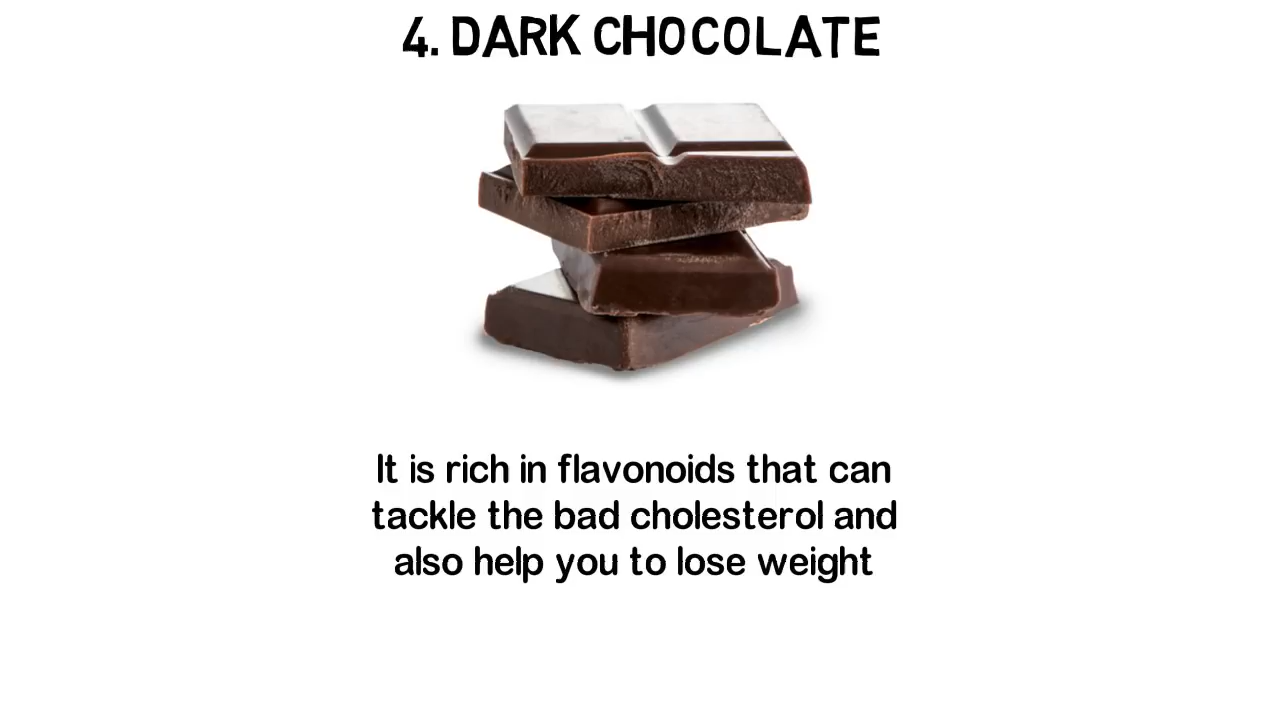 4. DARK CHOCOLATE
It is rich in flavonoids that can
tackle the bad cholesterol and
also help you to lose weight